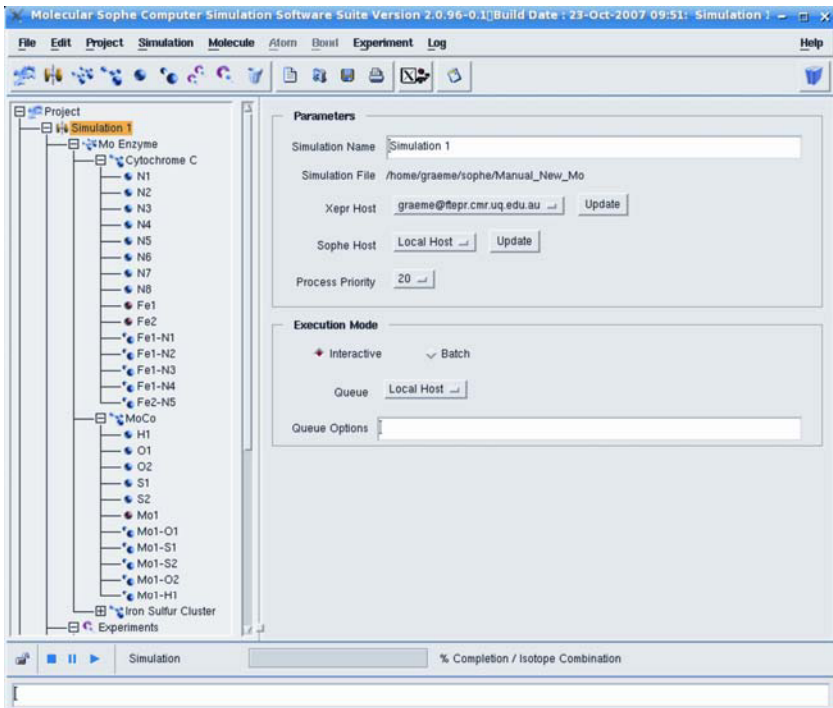 Molecular Sophe Computer Simulation Software Suite Version 2.0.96-0.1 Build Date : 23-Oct-2007 09:51: Simulation
File Edit Project Simulation Molecule Atom Bond Experiment Log Help
Project
Simulation 1
Mo Enzyme
Cytochrome C
N1
N2
N3
N4
N5
N6
N7
N8
Fe1
Fe2
Fe1-N1
Fe1-N2
Fe1-N3
Fe1-N4
Fe2-N5
MoCo
H1
O1
O2
S1
S2
Mo1
Mo1-O1
Mo1-S1
Mo1-S2
Mo1-O2
Mo1-H1
Iron Sulfur Cluster
Experiments
Parameters
Simulation Name Simulation 1
Simulation File /home/graeme/sophe/Manual_New_Mo
Xepr Host graeme@ftepr.cmr.uq.edu.au Update
Sophe Host Local Host Update
Process Priority 20
Execution Mode
Interactive Batch
Queue Local Host
Queue Options
Simulation % Completion / Isotope Combination